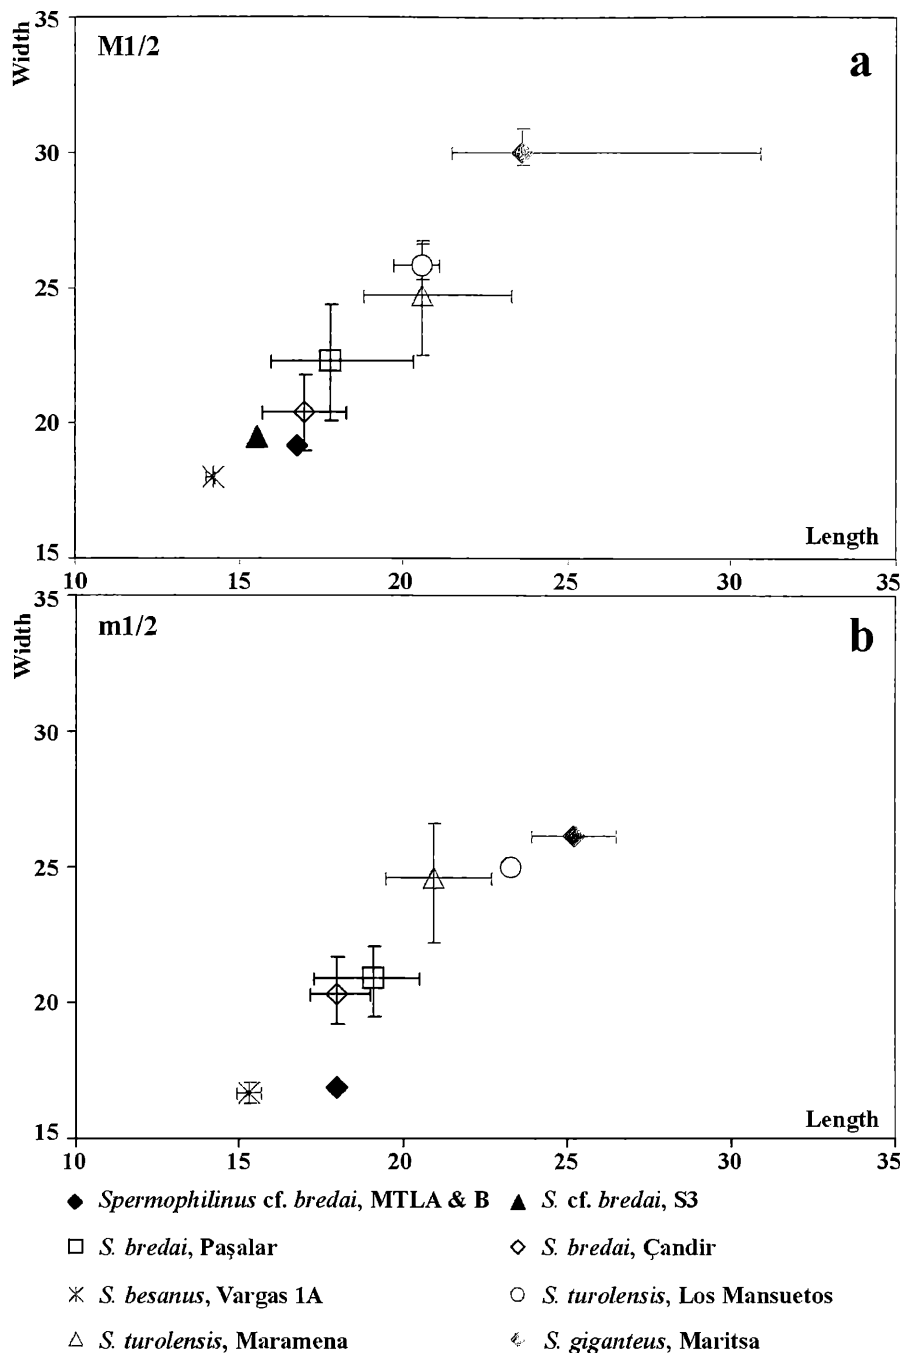 35
Width
M1/2
a
30
25
20
Length
15
10 15 20 25 30 35
35
Width
m1/2
b
30
25
20
Length
15
10 15 20 25 30 35
Spermophilinus cf. bredai, MTLA & B S. cf. bredai, S3
S. bredai, Paşalar S. bredai, Çandir
S. besanus, Vargas 1A S. turolensis, Los Mansuetos
S. turolensis, Maramena S. giganteus, Maritsa